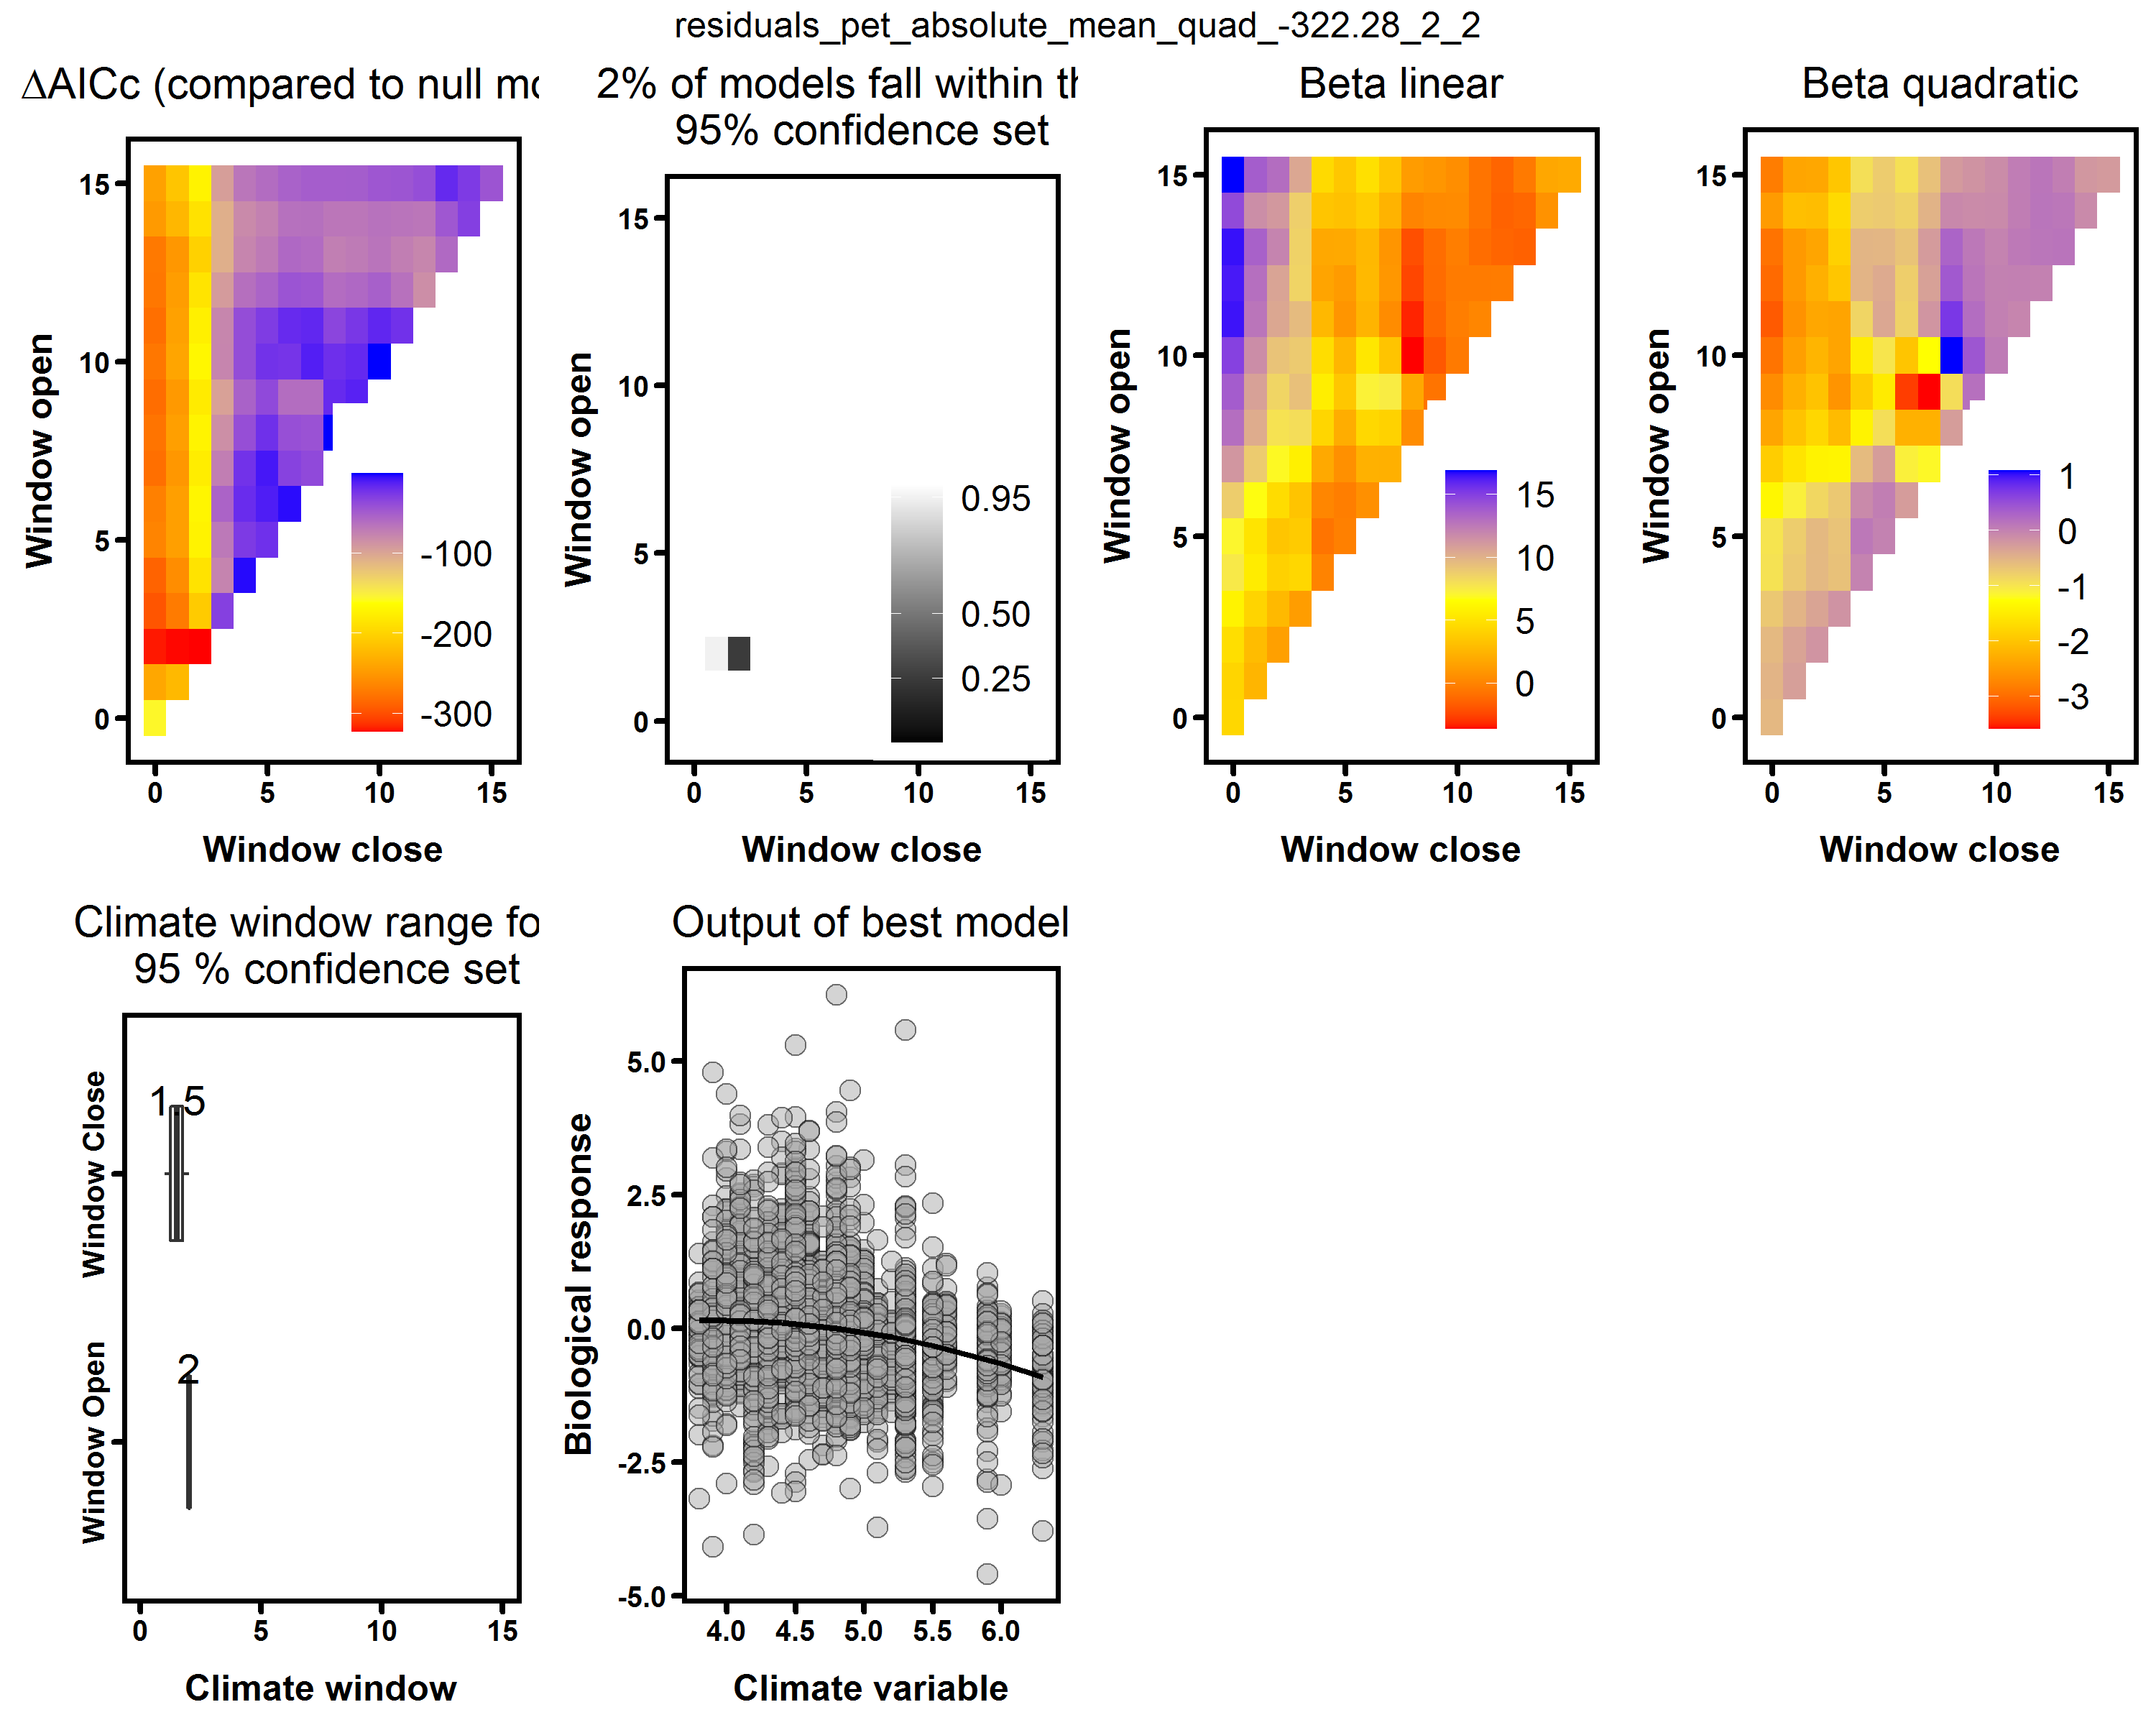 residuals_pet_absolute_mean_quad_-322.28_2_2
ΔAICc (compared to null mo
Window open
15
10
5
0
-100
-200
-300
0 5 10 15
Window close
2% of models fall within th
95% confidence set
Window open
15
10
5
0
0.95
0.50
0.25
0 5 10 15
Window close
Beta linear
Window open
15
10
5
0
15
10
5
0
0 5 10 15
Window close
Beta quadratic
Window open
15
10
5
0
1
0
-1
-2
-3
0 5 10 15
Window close
Climate window range fo
95 % confidence set
Window Close
1.5
Window Open
2
0 5 10 15
Climate window
Output of best model
Biological response
5.0
2.5
0.0
-2.5
-5.0
4.0 4.5 5.0 5.5 6.0
Climate variable